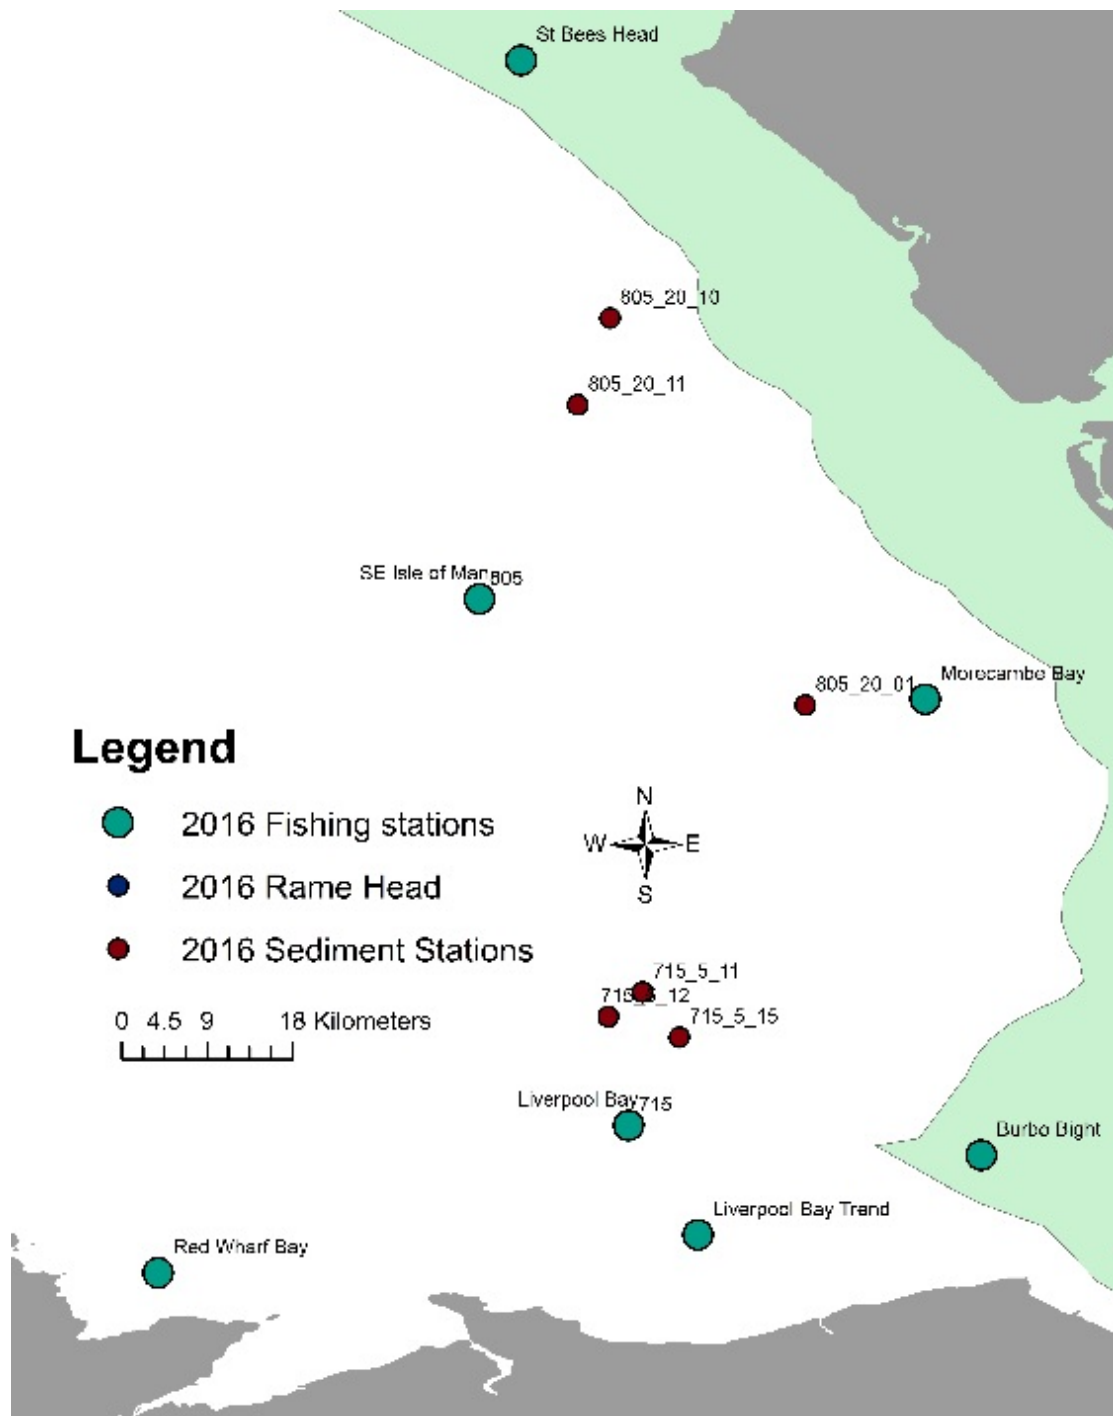 St Bees Head
805_20_10
805_20_11
SE Isle of Man
805
805_20_01
Morecambe Bay
Legend
2016 Fishing stations
2016 Rame Head
2016 Sediment Stations
0 4.5 9 18 Kilometers
N
W E
S
715_5_11
715_5_12
715_5_15
Liverpool Bay
715
Burbo Bight
Liverpool Bay Trend
Red Wharf Bay